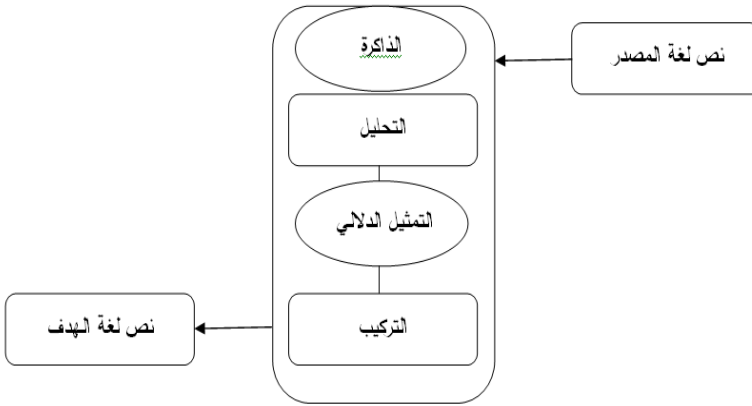 الذاكرة
نص لغة المصدر
التحليل
التمثيل الدلالي
التركيب
نص لغة الهدف